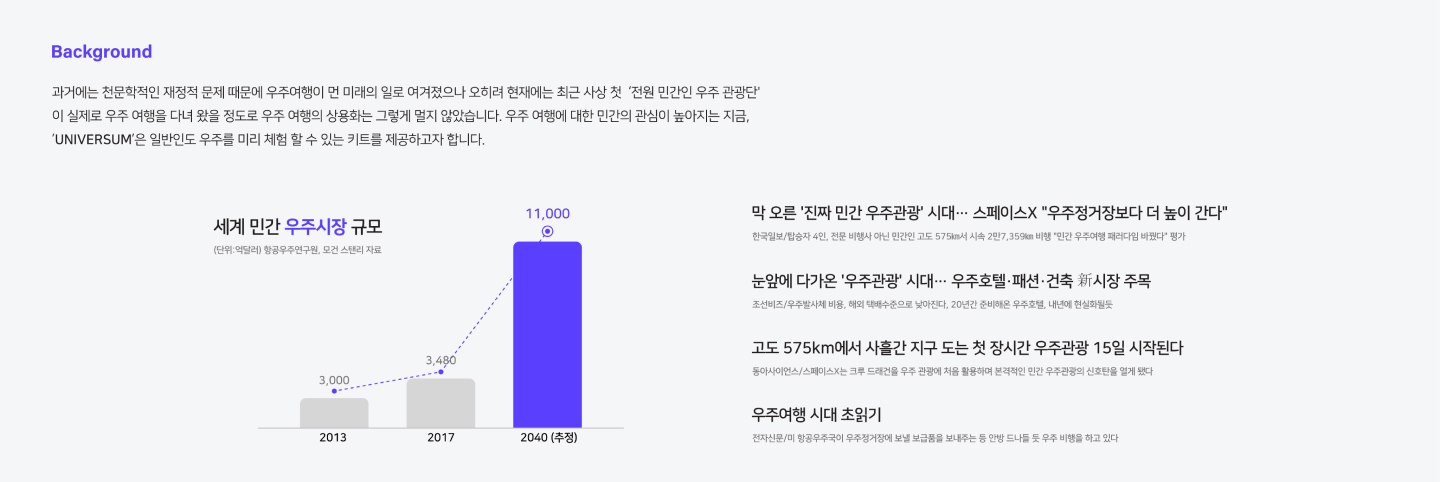 Background
과거에는 천문학적인 재정적 문제 때문에 우주여행이 먼 미래의 일로 여겨졌으나 오히려 현재에는 최근 사상 첫 ‘전원 민간인 우주 관광단'
이 실제로 우주 여행을 다녀 왔을 정도로 우주 여행의 상용화는 그렇게 멀지 않았습니다. 우주 여행에 대한 민간의 관심이 높아지는 지금,
‘UNIVERSUM’은 일반인도 우주를 미리 체험 할 수 있는 키트를 제공하고자 합니다.
세계 민간 우주시장 규모
(단위:억달러) 항공우주연구원, 모건 스탠리 자료
11,000
3,480
3,000
2013
2017
2040 (추정)
막 오른 '진짜 민간 우주관광' 시대… 스페이스X "우주정거장보다 더 높이 간다"
한국일보/탑승자 4인, 전문 비행사 아닌 민간인 고도 575㎞서 시속 2만7,359㎞ 비행 "민간 우주여행 패러다임 바꿨다" 평가
눈앞에 다가온 '우주관광' 시대… 우주호텔·패션·건축 新시장 주목
조선비즈/우주발사체 비용, 해외 택배수준으로 낮아진다, 20년간 준비해온 우주호텔, 내년에 현실화될듯
고도 575km에서 사흘간 지구 도는 첫 장시간 우주관광 15일 시작된다
동아사이언스/스페이스X는 크루 드래건을 우주 관광에 처음 활용하며 본격적인 민간 우주관광의 신호탄을 열게 됐다
우주여행 시대 초읽기
전자신문/미 항공우주국이 우주정거장에 보낼 보급품을 보내주는 등 안방 드나들 듯 우주 비행을 하고 있다